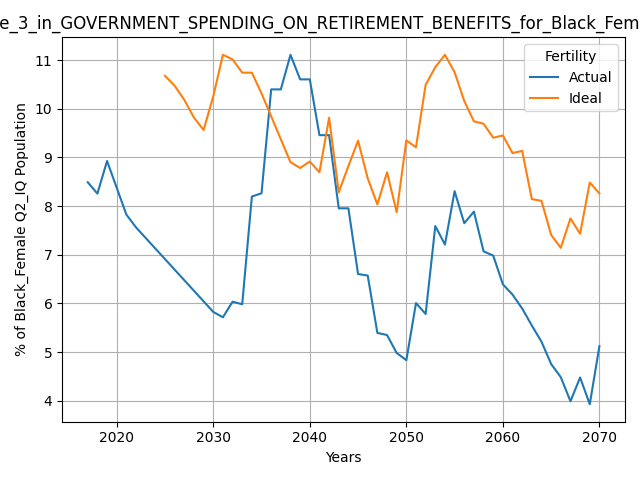 e_3_in_GOVERNMENT_SPENDING_ON_RETIREMENT_BENEFITS_for_Black_Fem
Fertility
Actual
Ideal
% of Black_Female Q2_IQ Population
11
10
9
8
7
6
5
4
2020 2030 2040 2050 2060 2070
Years